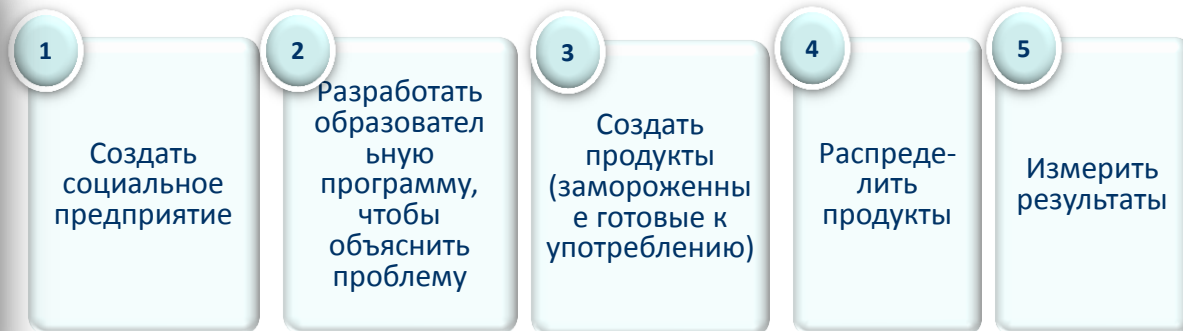 1
Создать
социальное
предприятие
2
Разработать
образовател
ьную
программу,
чтобы
объяснить
проблему
3
Создать
продукты
(замороженны
е готовые к
употреблению)
4
Распреде-
лить
продукты
5
Измерить
результаты